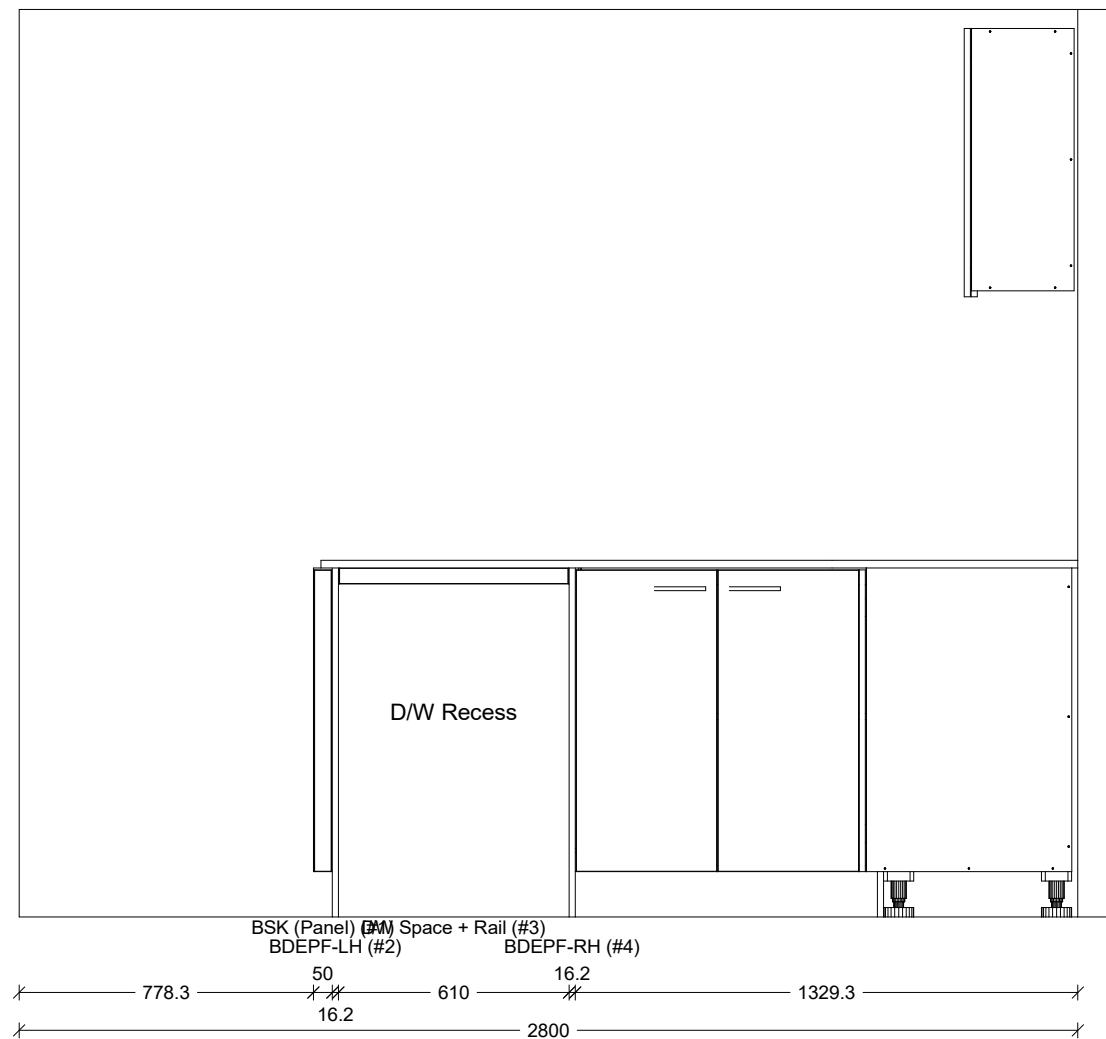 D/W Recess
BSK (Panel) (#1) D/W Space + Rail (#3)
BDEPF-LH (#2) BDEPF-RH (#4)
50 16.2
778.3 610 1329.3
16.2
2800